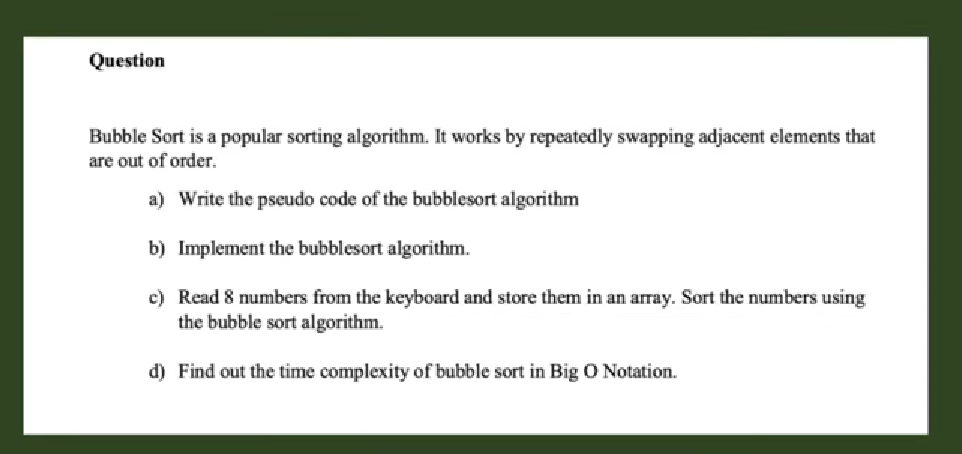 Question
Bubble Sort is a popular sorting algorithm. It works by repeatedly swapping adjacent elements that
are out of order.
a) Write the pseudo code of the bubblesort algorithm
b) Implement the bubblesort algorithm.
c) Read 8 numbers from the keyboard and store them in an array. Sort the numbers using
the bubble sort algorithm.
d) Find out the time complexity of bubble sort in Big O Notation.